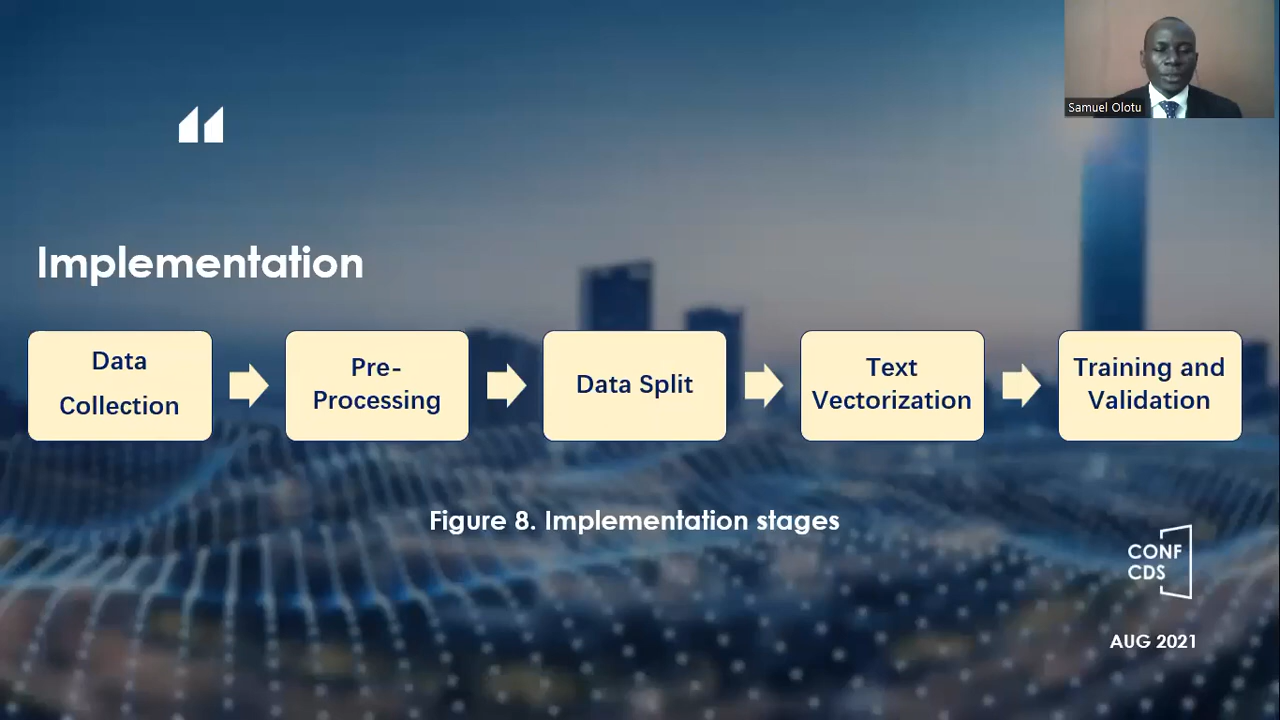 “
Samuel Olotu
Implementation
Data
Collection
Pre-
Processing
Data Split
Text
Vectorization
Training and
Validation
Figure 8. Implementation stages
CONF
CDS
AUG 2021